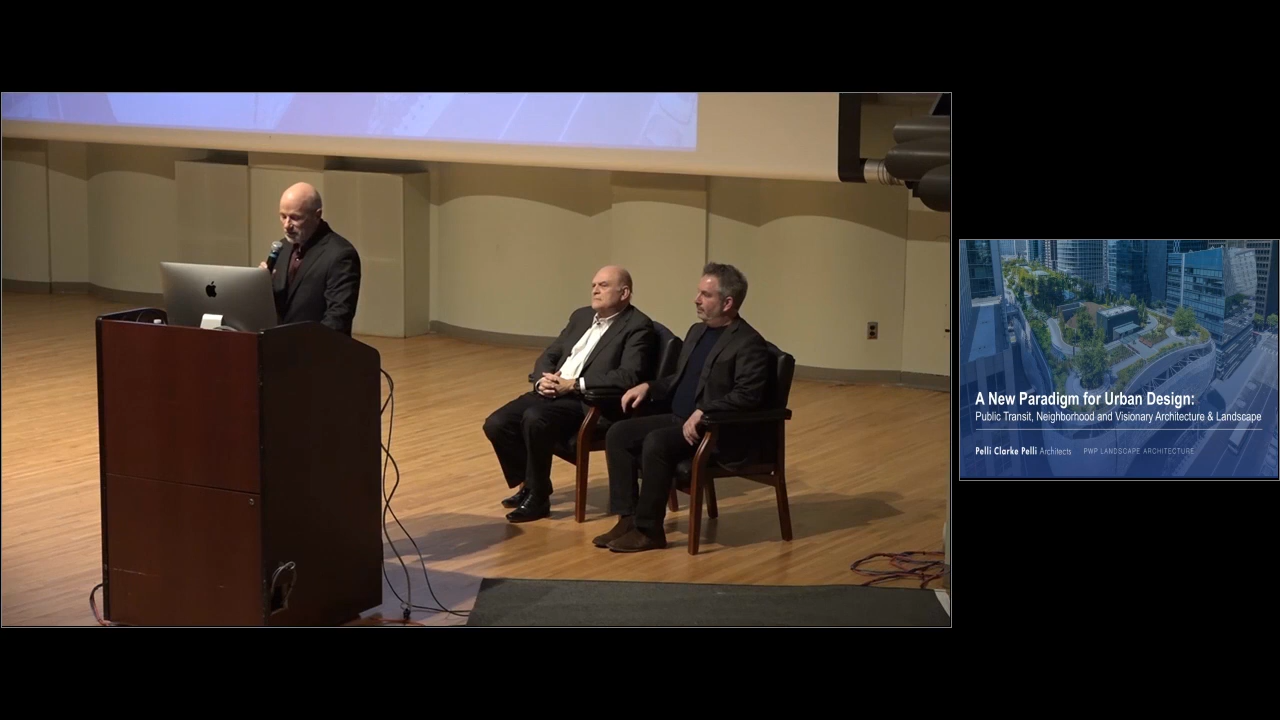 A New Paradigm for Urban Design:
Public Transit, Neighborhood and Visionary Architecture & Landscape
Pelli Clarke Pelli Architects PWP LANDSCAPE ARCHITECTURE